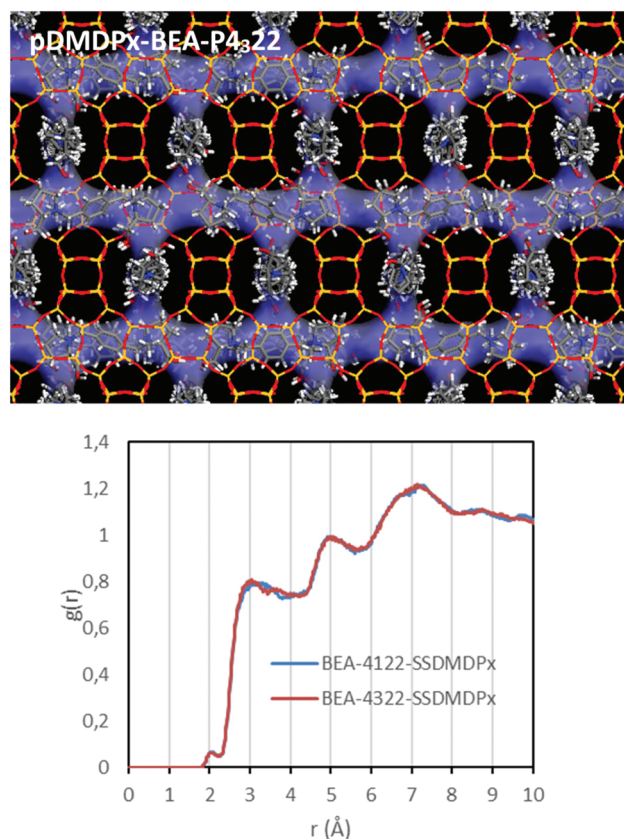 pDMDPx-BEA-P4₃22
1,4
1,2
1
0,8
0,6
0,4
0,2
0
g(r)
BEA-4122-SSDMDPx
BEA-4322-SSDMDPx
0 1 2 3 4 5 6 7 8 9 10
r (Å)